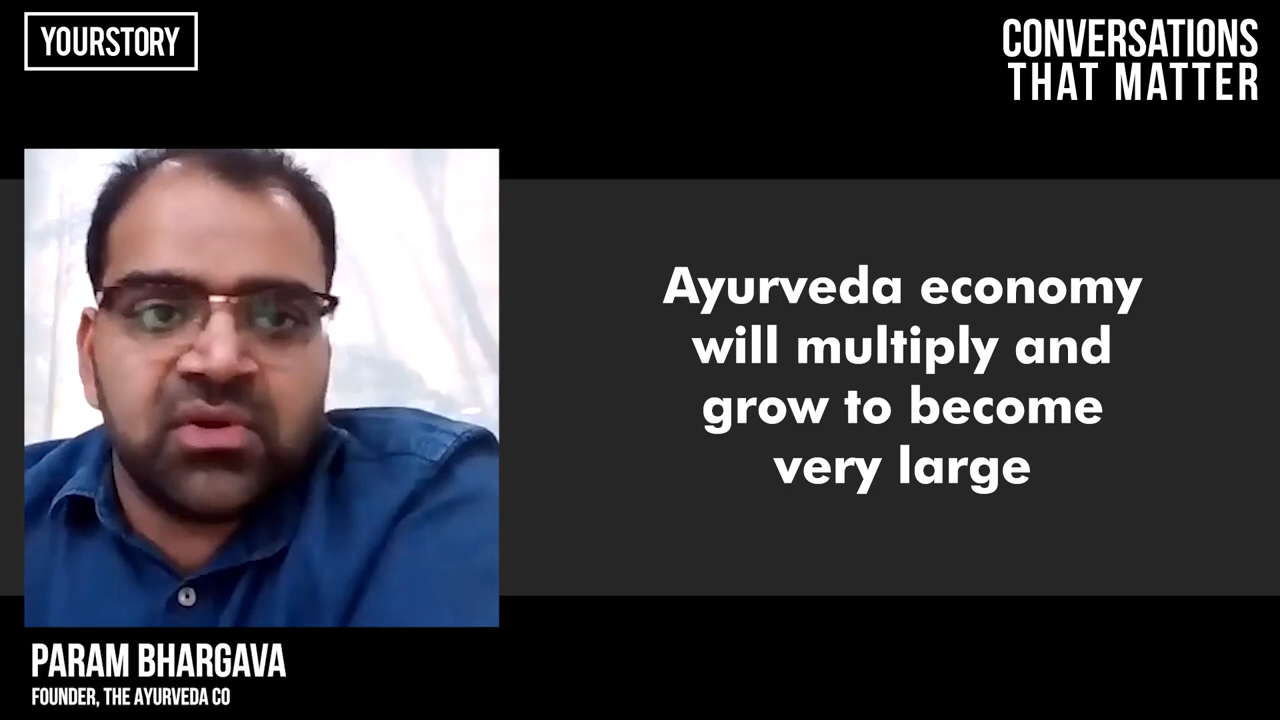 YOURSTORY
CONVERSATIONS
THAT MATTER
Ayurveda economy
will multiply and
grow to become
very large
PARAM BHARGAVA
FOUNDER, THE AYURVEDA CO